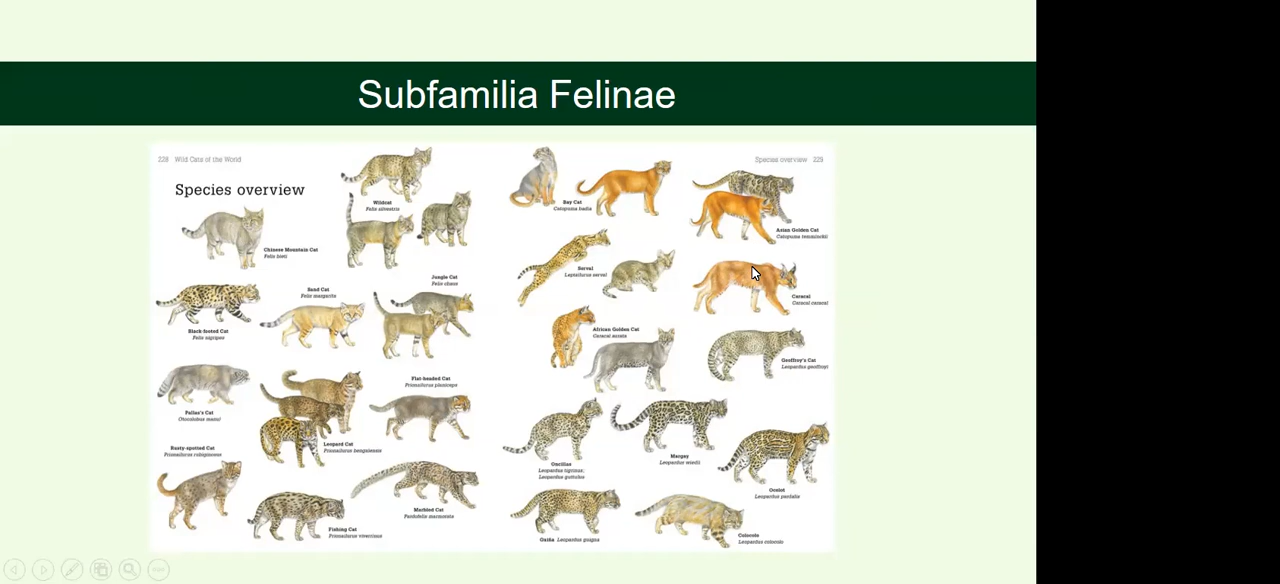 Subfamilia Felinae
228 Wild Cats of the World
Species overview 229
Species overview
Wildcat
Felis silvestris
Chinese Mountain Cat
Felis bieti
Jungle Cat
Felis chaus
Sand Cat
Felis margarita
Black-footed Cat
Felis nigripes
Pallas's Cat
Otocolobus manul
Flat-headed Cat
Prionailurus planiceps
Leopard Cat
Prionailurus bengalensis
Rusty-spotted Cat
Prionailurus rubiginosus
Marbled Cat
Pardofelis marmorata
Fishing Cat
Prionailurus viverrinus
Bay Cat
Catopuma badia
Asian Golden Cat
Catopuma temminckii
Serval
Leptailurus serval
Caracal
Caracal caracal
African Golden Cat
Caracal aurata
Geoffroy's Cat
Leopardus geoffroyi
Oncillas
Leopardus tigrinus;
Leopardus guttulus
Margay
Leopardus wiedii
Ocelot
Leopardus pardalis
Guiña Leopardus guigna
Colocolo
Leopardus colocolo